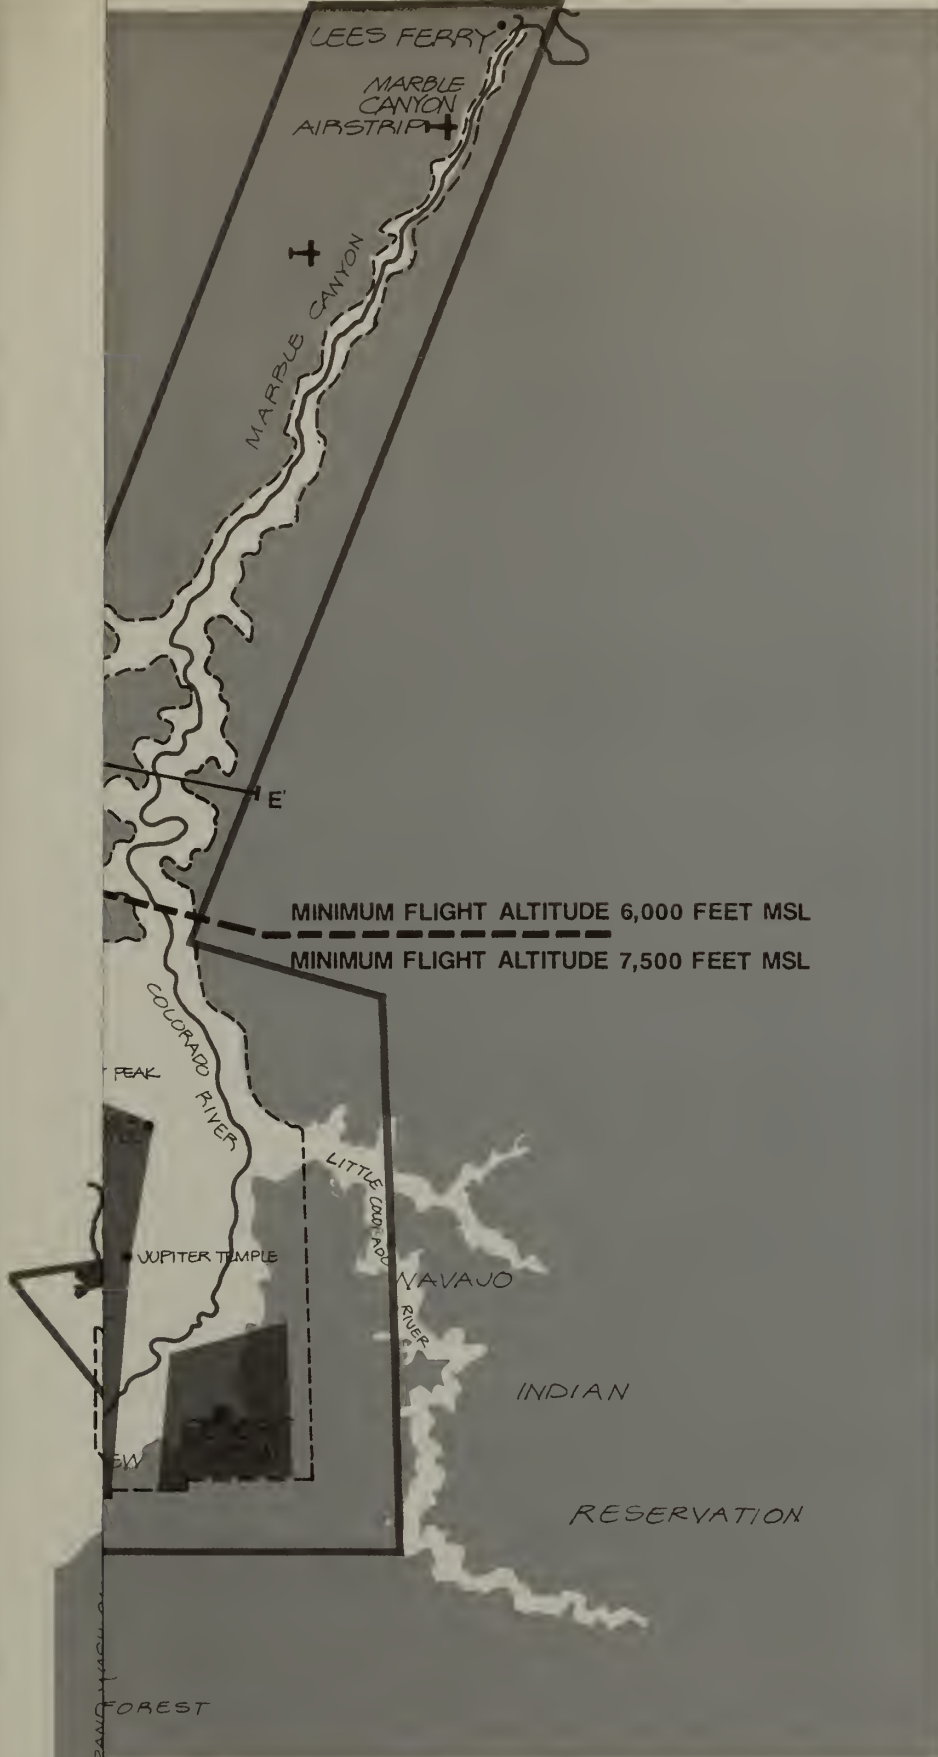 LEES FERRY
MARBLE
CANYON
AIRSTRIP
MARBLE CANYON
E'
MINIMUM FLIGHT ALTITUDE 6,000 FEET MSL
MINIMUM FLIGHT ALTITUDE 7,500 FEET MSL
COLORADO RIVER
PEAK
LITTLE COLORADO
RIVER
JUPITER TEMPLE
NAVAJO
INDIAN
RESERVATION
EW
FOREST